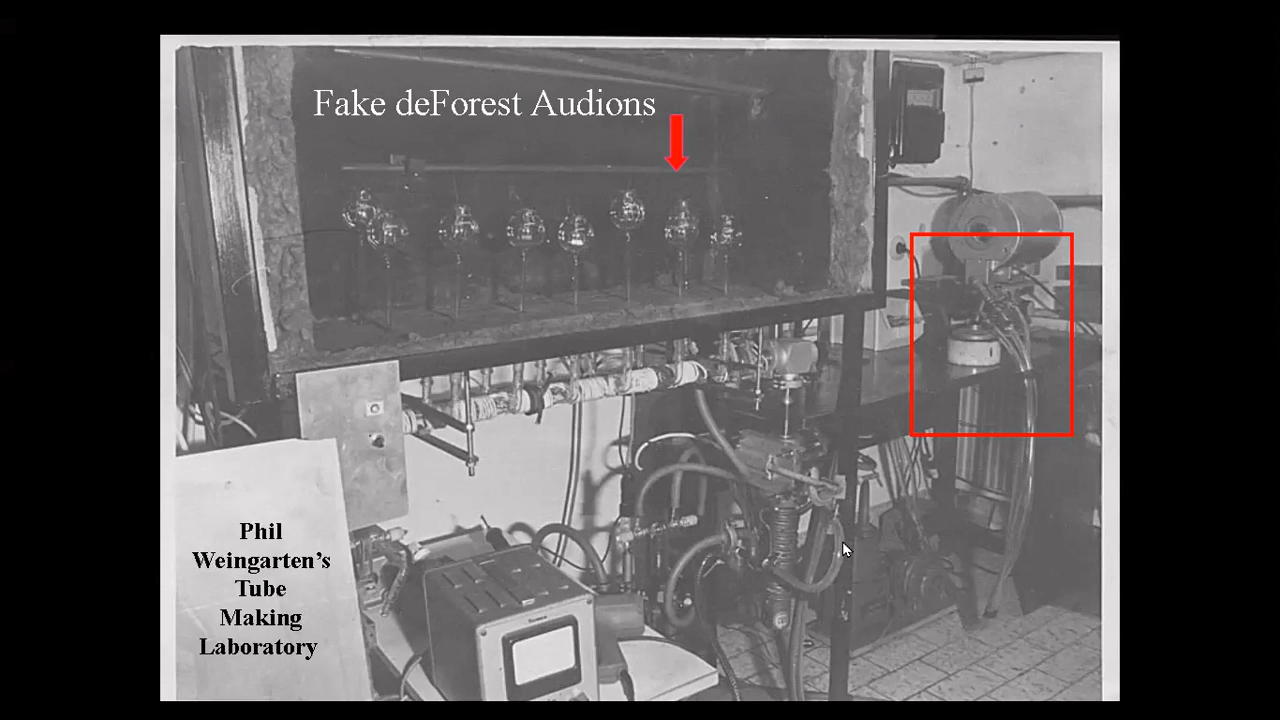 Fake deForest Audions
Phil
Weingarten's
Tube
Making
Laboratory